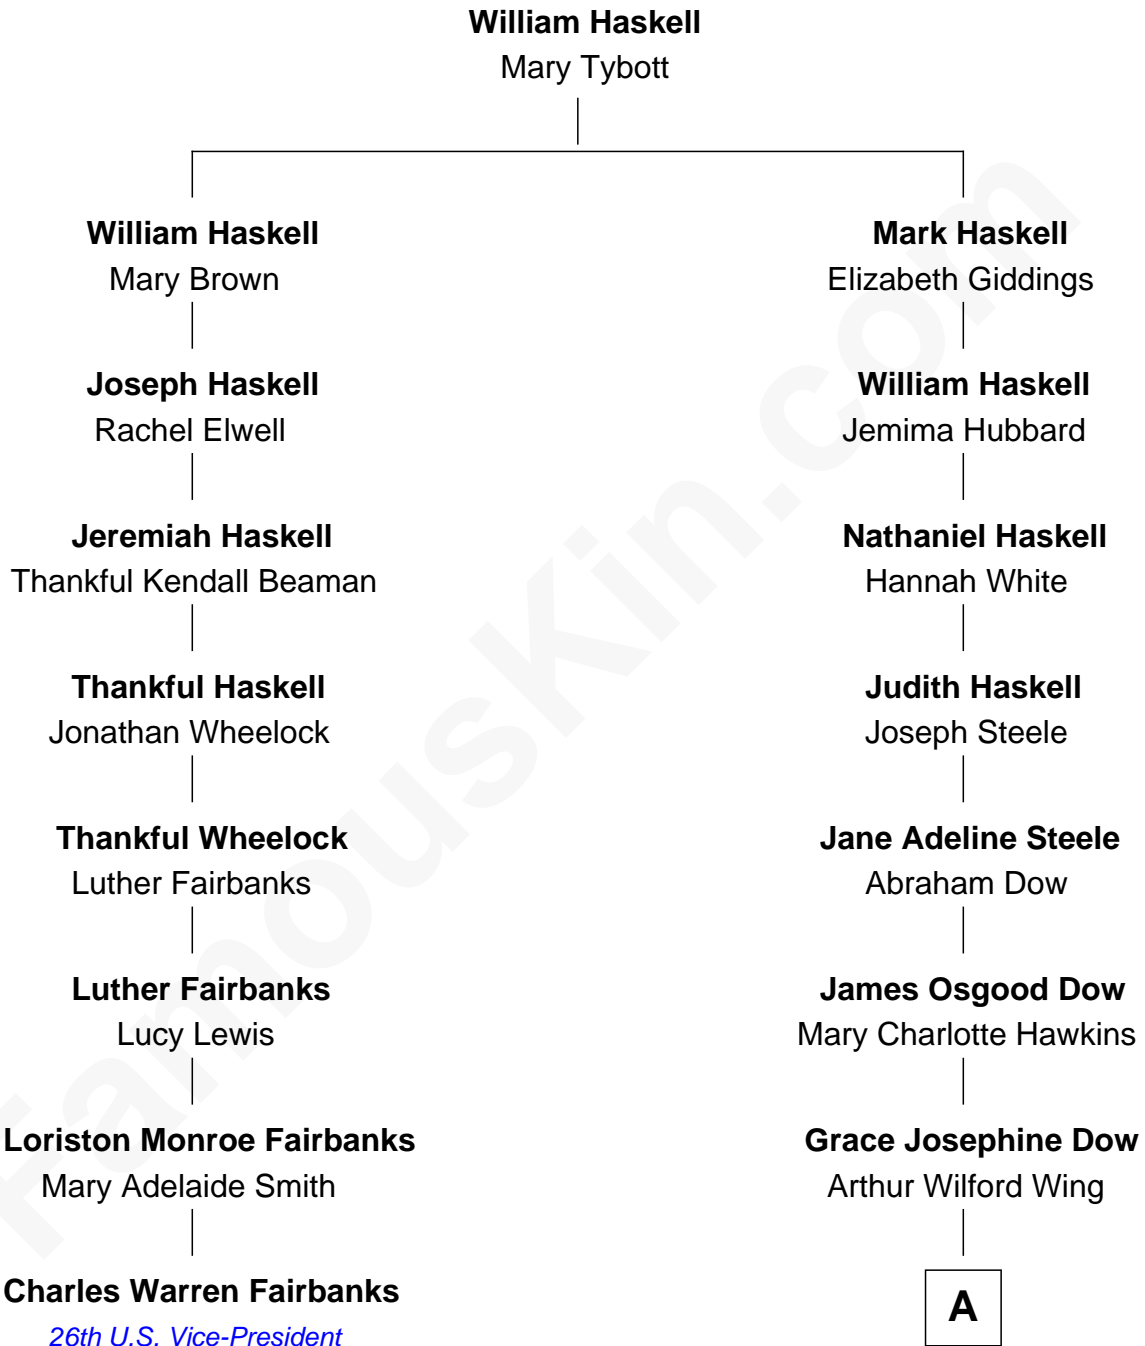 William Haskell
Mary Tybott
William Haskell
Mary Brown
Mark Haskell
Elizabeth Giddings
Joseph Haskell
Rachel Elwell
William Haskell
Jemima Hubbard
Jeremiah Haskell
Thankful Kendall Beaman
Nathaniel Haskell
Hannah White
Thankful Haskell
Jonathan Wheelock
Judith Haskell
Joseph Steele
Thankful Wheelock
Luther Fairbanks
Jane Adeline Steele
Abraham Dow
Luther Fairbanks
Lucy Lewis
James Osgood Dow
Mary Charlotte Hawkins
Loriston Monroe Fairbanks
Mary Adelaide Smith
Grace Josephine Dow
Arthur Wilford Wing
Charles Warren Fairbanks
26th U.S. Vice-President
A
FamousKin.com